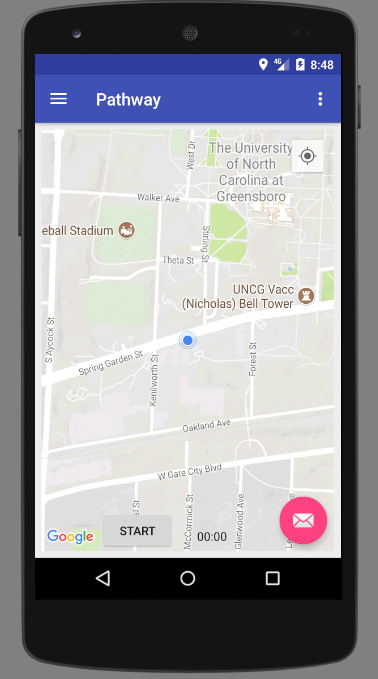 4G 8:48
Pathway
The University
of North
Carolina at
Greensboro
West Dr
Walker Ave
eball Stadium
Stirling St
Theta St
UNCG Vacc
(Nicholas) Bell Tower
S Aycock St
Spring Garden St
Kenilworth St
Forest St
Oakland Ave
W Gate City Blvd
McCormick St
Glenwood Ave
al St
Google
START
00:00